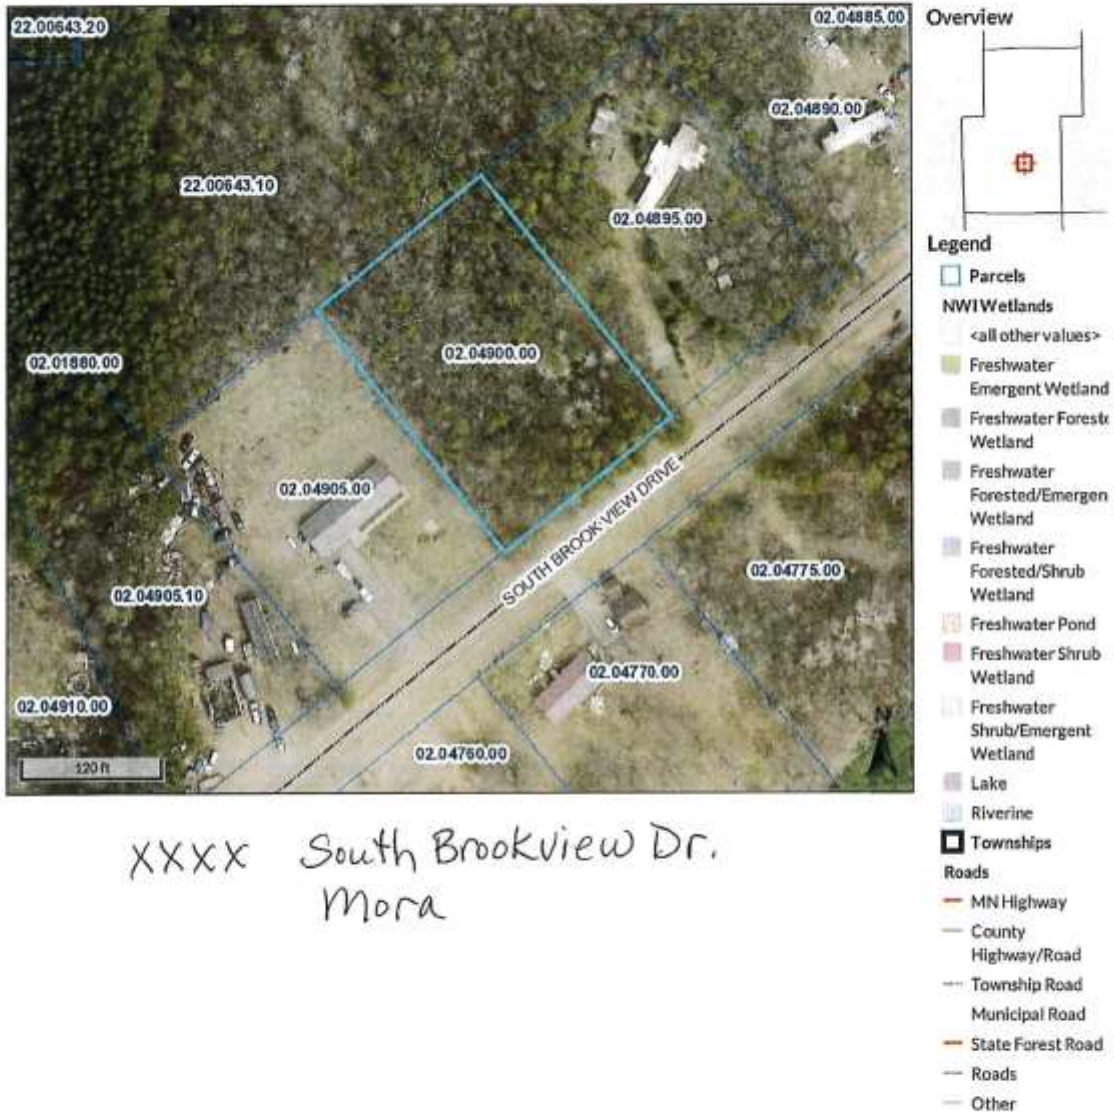 22.00643.20
02.04885.00
02.04890.00
22.00643.10
02.04895.00
02.04900.00
02.01880.00
02.04905.00
SOUTH BROOK VIEW DRIVE
02.04775.00
02.04905.10
02.04770.00
02.04910.00
02.04760.00
120 ft
N
XXXX South Brookview Dr.
Mora
Overview
Legend
Parcels
NWI Wetlands
<all other values>
Freshwater
Emergent Wetland
Freshwater Foreste
Wetland
Freshwater
Forested/Emergen
Wetland
Freshwater
Forested/Shrub
Wetland
Freshwater Pond
Freshwater Shrub
Wetland
Freshwater
Shrub/Emergent
Wetland
Lake
Riverine
Townships
Roads
MN Highway
County
Highway/Road
Township Road
Municipal Road
State Forest Road
Roads
Other